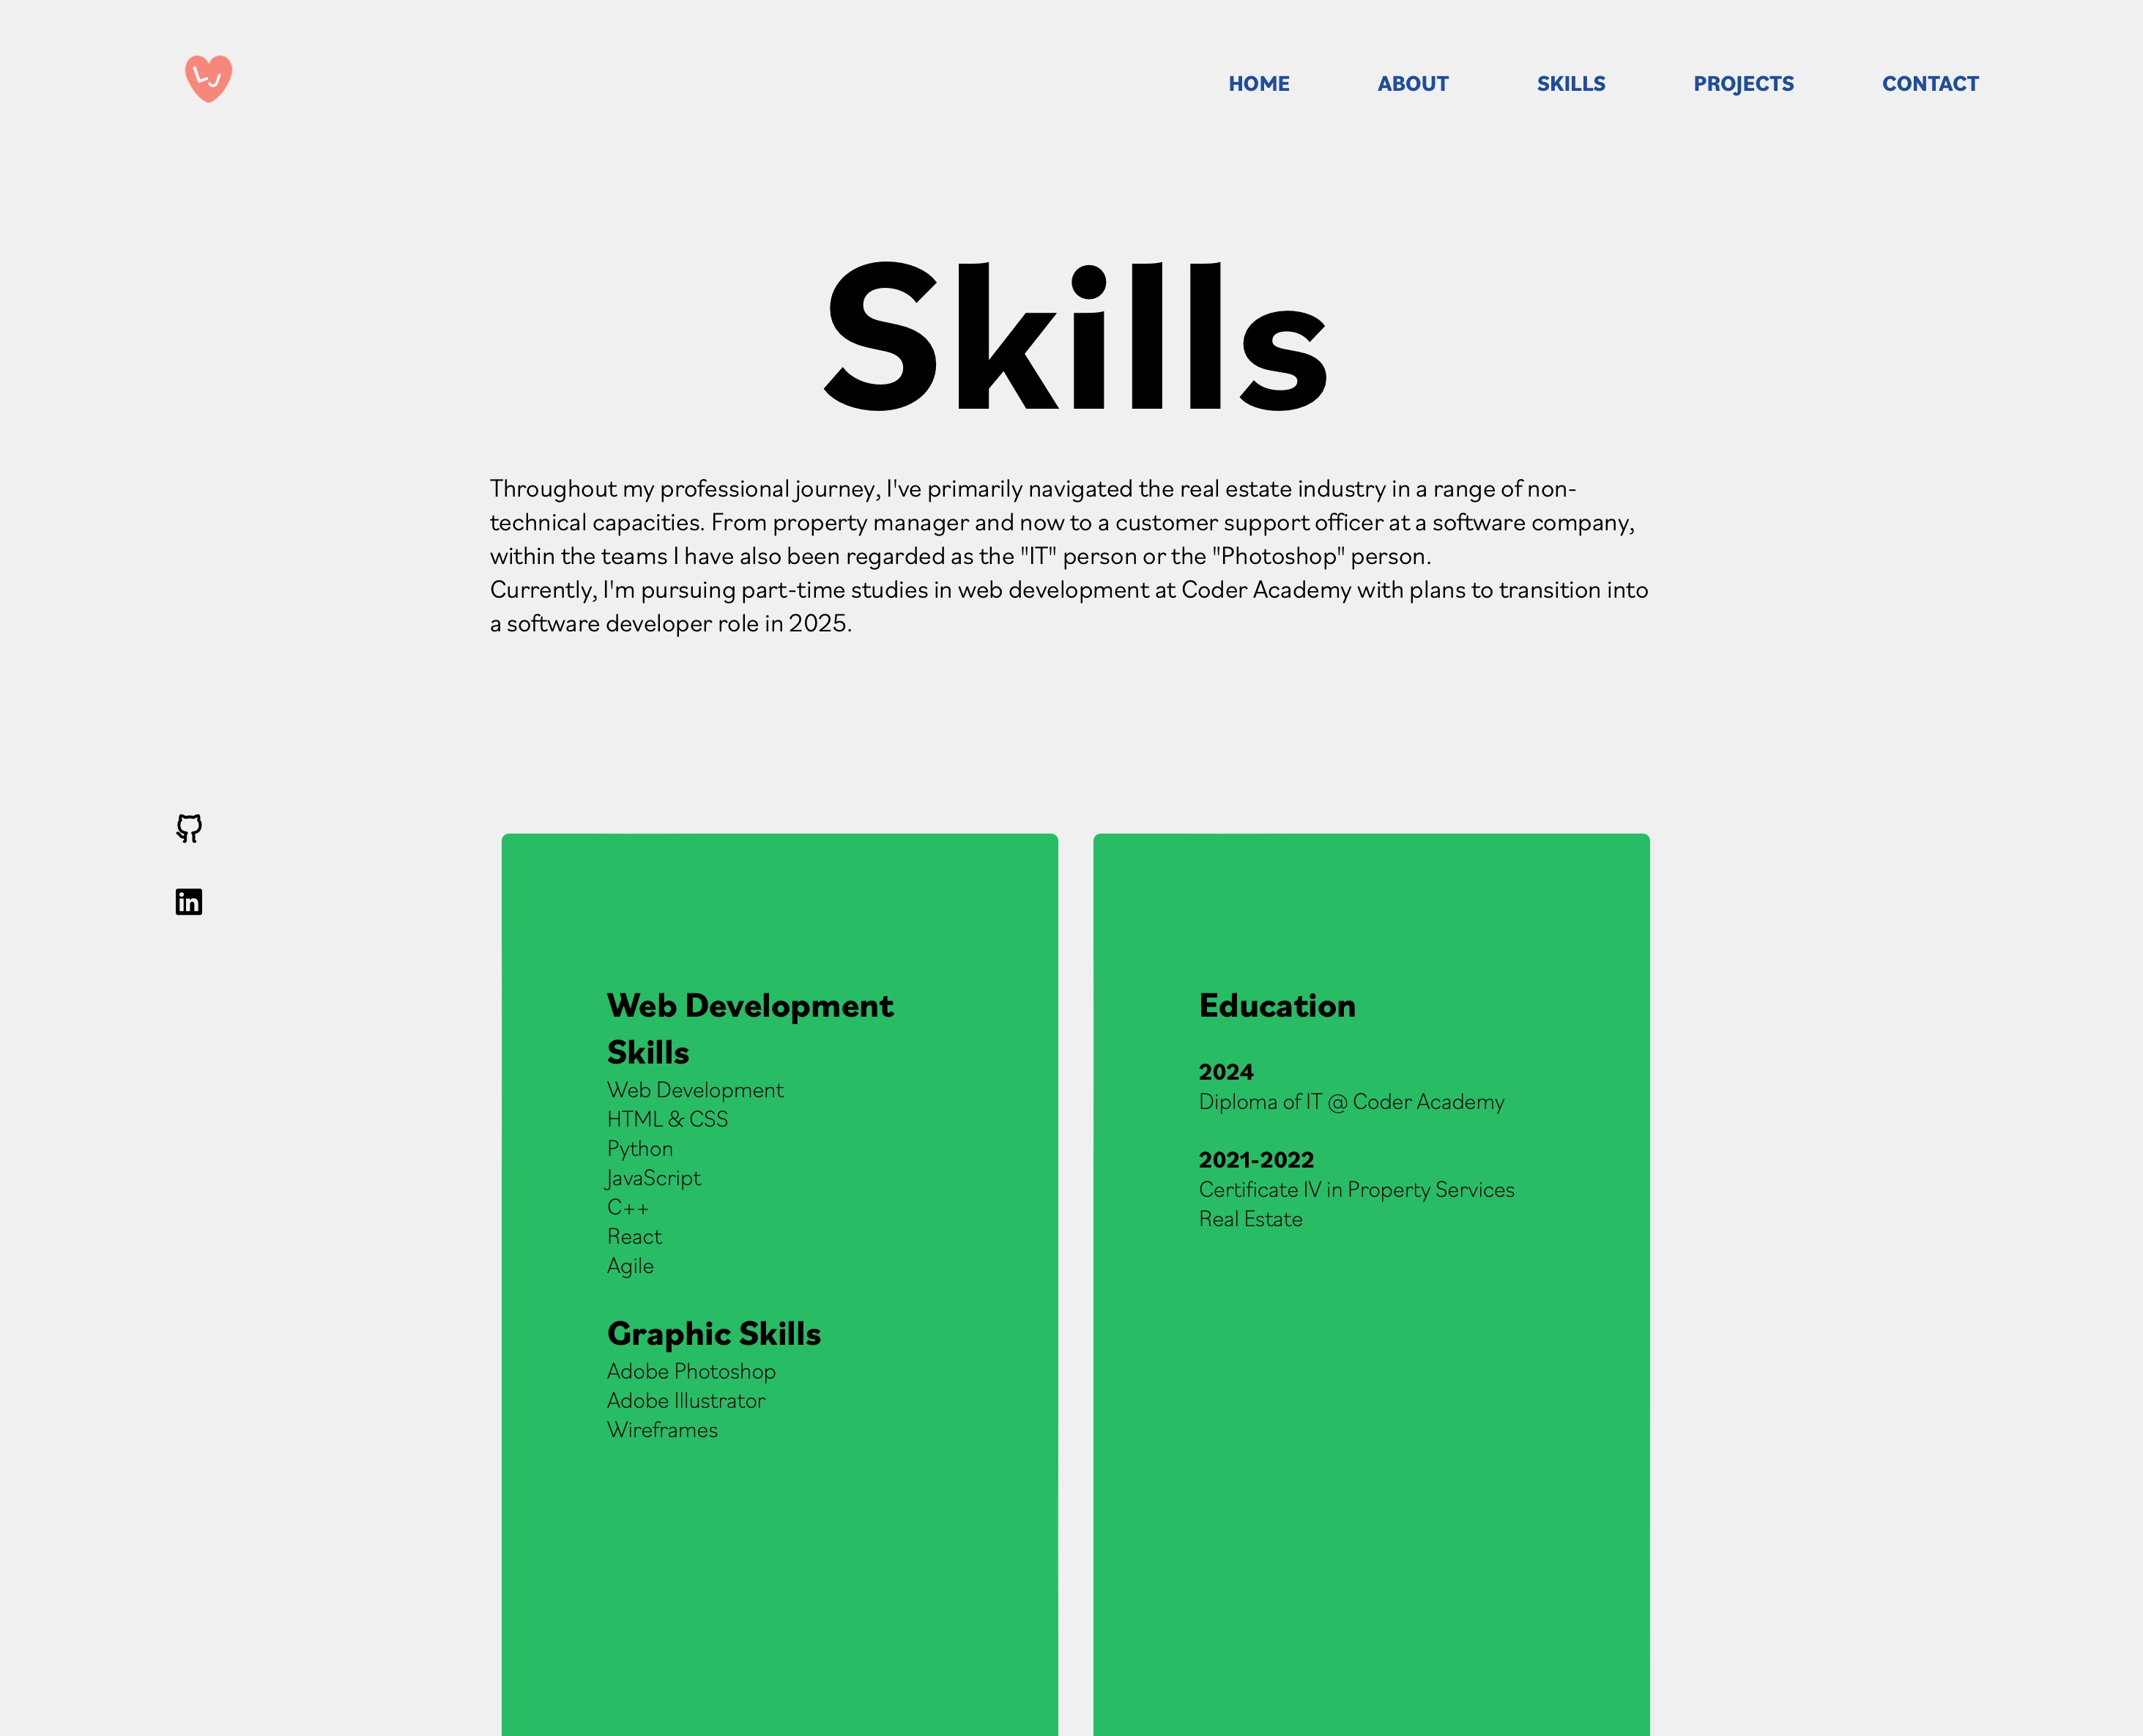 LJ
HOME ABOUT SKILLS PROJECTS CONTACT
Skills
Throughout my professional journey, I've primarily navigated the real estate industry in a range of non-
technical capacities. From property manager and now to a customer support officer at a software company,
within the teams I have also been regarded as the "IT" person or the "Photoshop" person.
Currently, I'm pursuing part-time studies in web development at Coder Academy with plans to transition into
a software developer role in 2025.
in
Web Development
Skills
Web Development
HTML & CSS
Python
JavaScript
C++
React
Agile
Graphic Skills
Adobe Photoshop
Adobe Illustrator
Wireframes
Education
2024
Diploma of IT @ Coder Academy
2021-2022
Certificate IV in Property Services
Real Estate